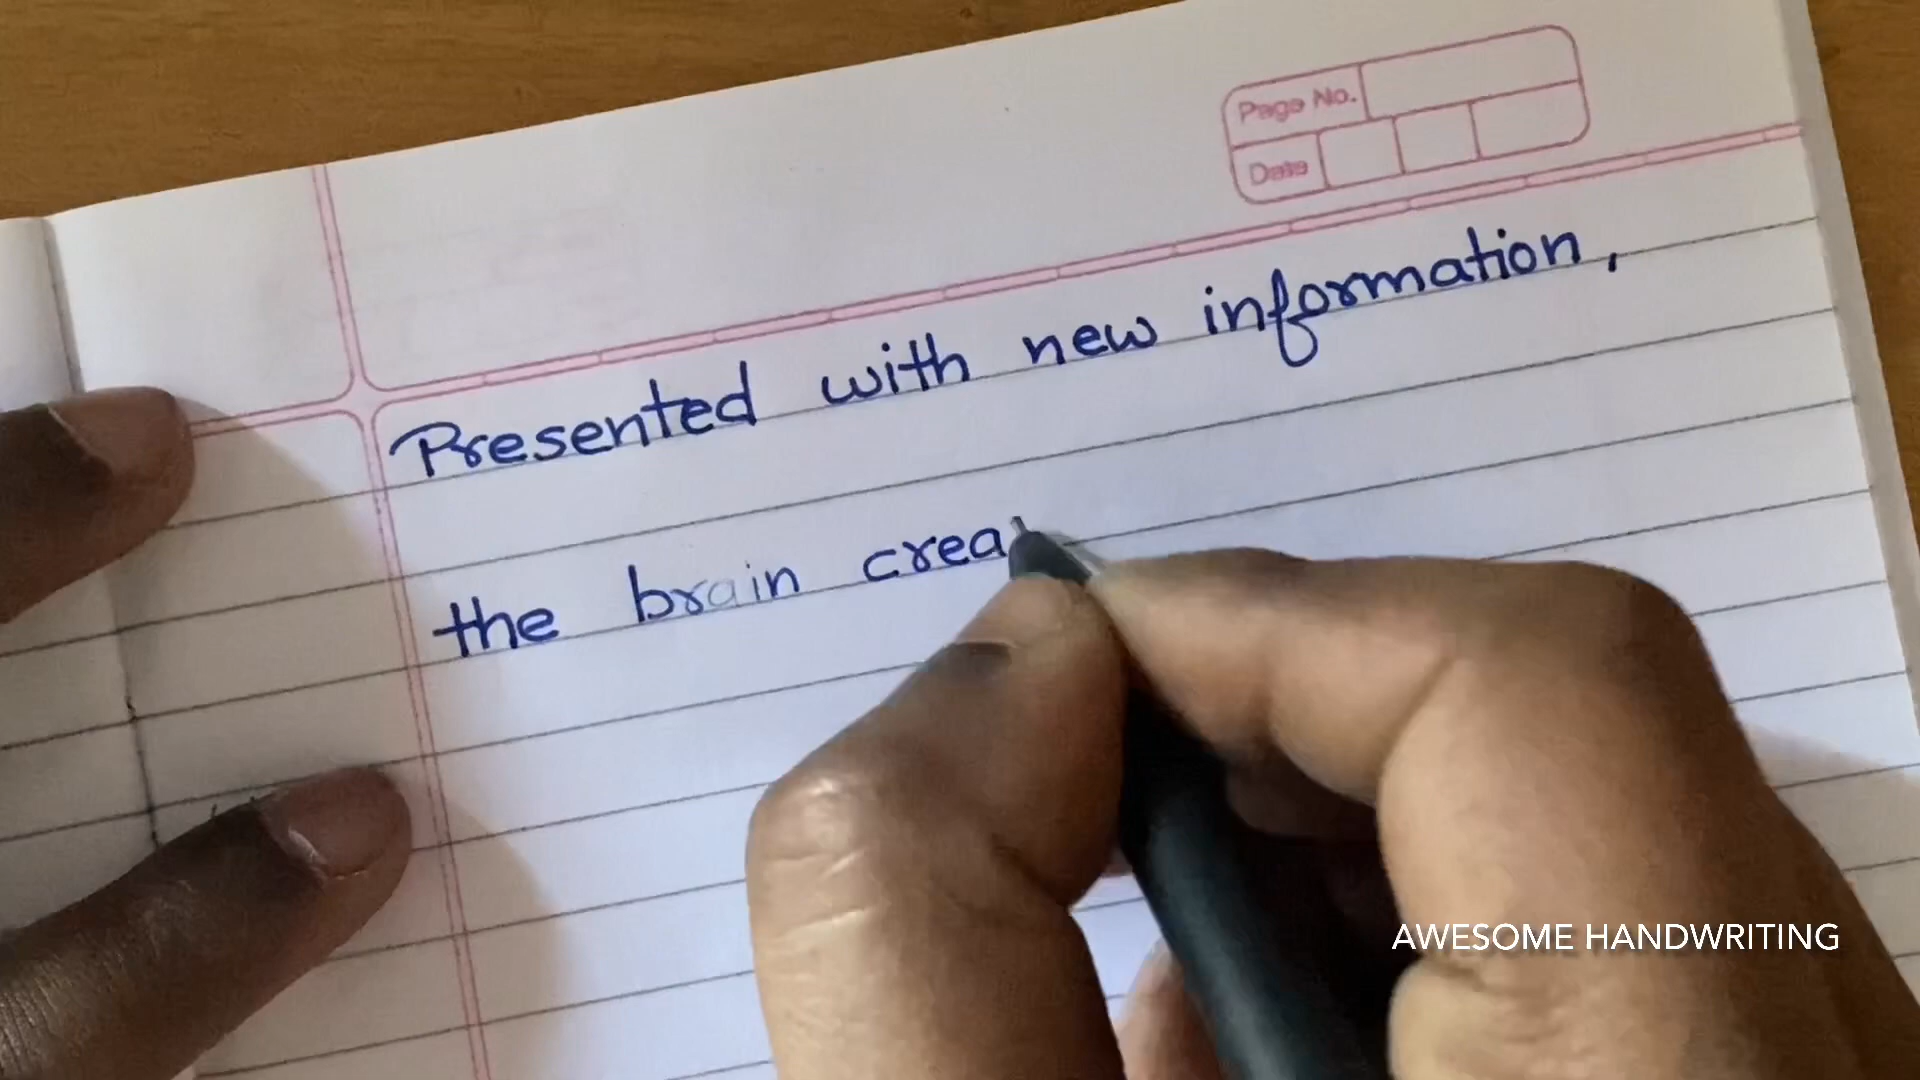 Page No.
Date
Presented with new information,
the brain crea
AWESOME HANDWRITING